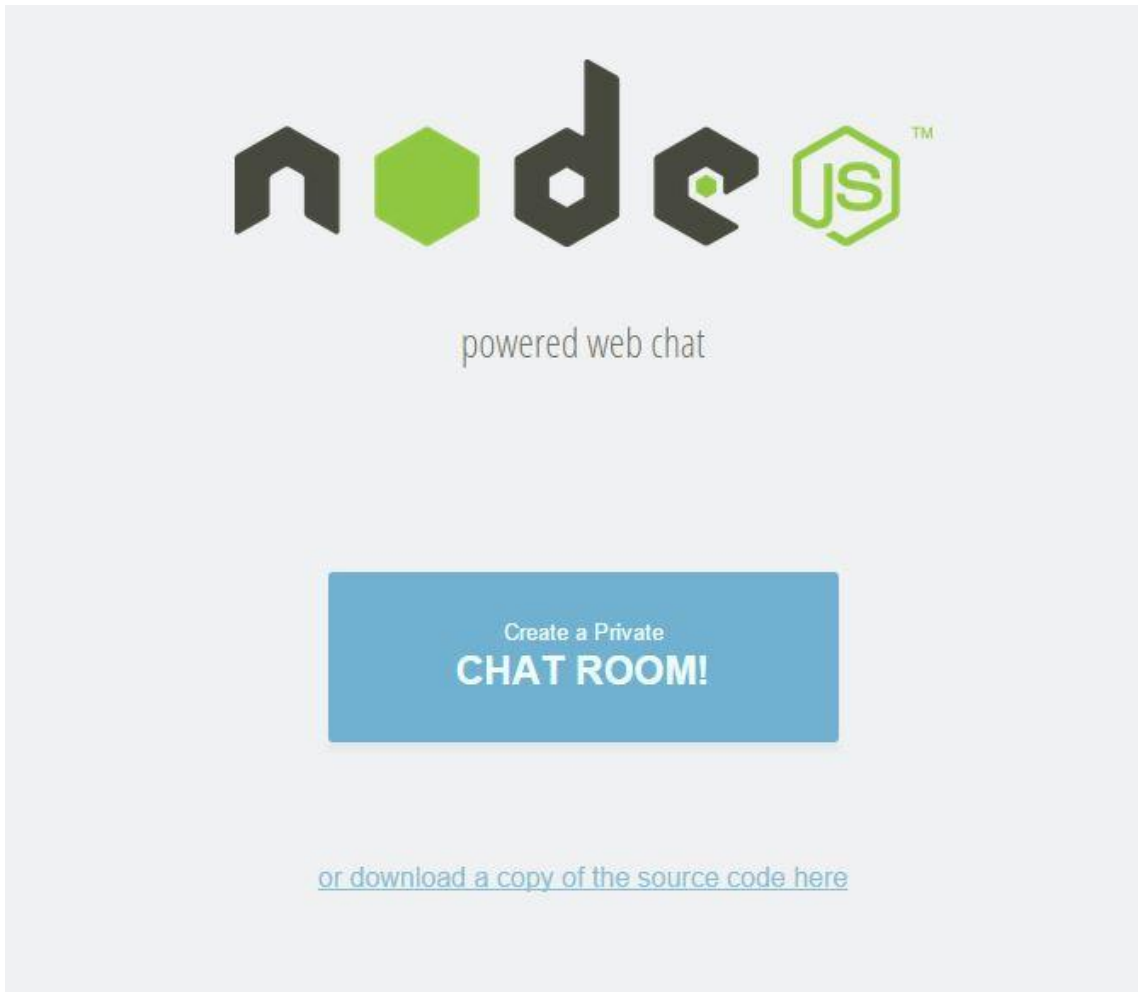 node JS ™
powered web chat
Create a Private
CHAT ROOM!
or download a copy of the source code here